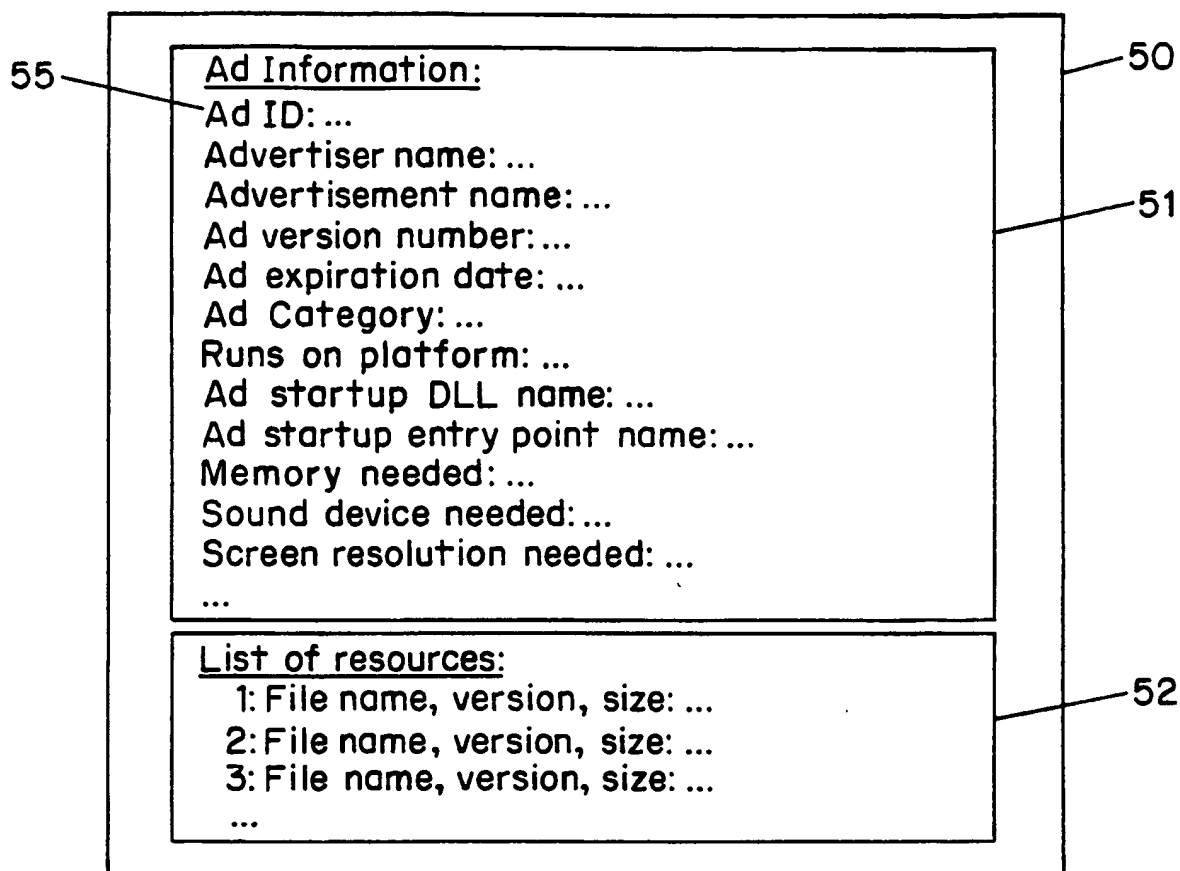 Ad Information:
55
50
Ad ID: ...
Advertiser name: ...
Advertisement name: ...
51
Ad version number: ...
Ad expiration date: ...
Ad Category: ...
Runs on platform: ...
Ad startup DLL name: ...
Ad startup entry point name: ...
Memory needed: ...
Sound device needed: ...
Screen resolution needed: ...
...
List of resources:
1: File name, version, size: ...
52
2: File name, version, size: ...
3: File name, version, size: ...
...